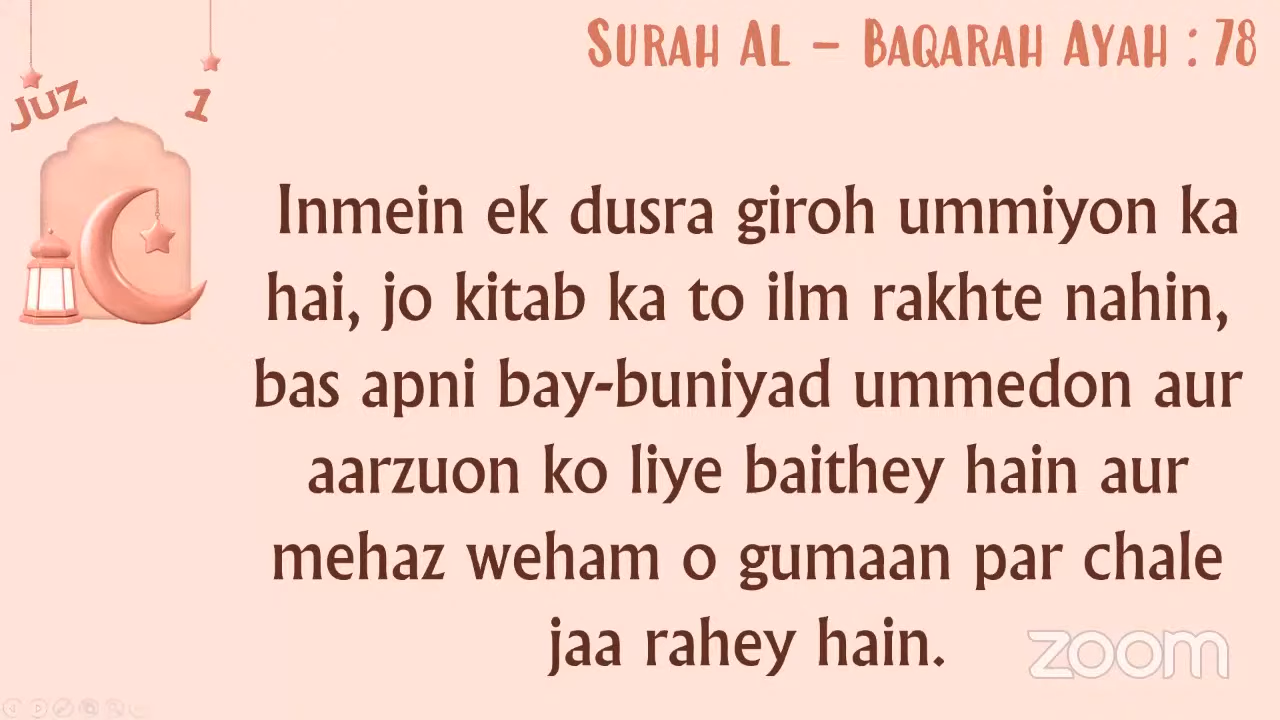 SURAH AL – BAQARAH AYAH : 78
JUZ 1
Inmein ek dusra giroh ummiyon ka
hai, jo kitab ka to ilm rakhte nahin,
bas apni bay-buniyad ummedon aur
aarzuon ko liye baithey hain aur
mehaz weham o gumaan par chale
jaa rahey hain.
zoom